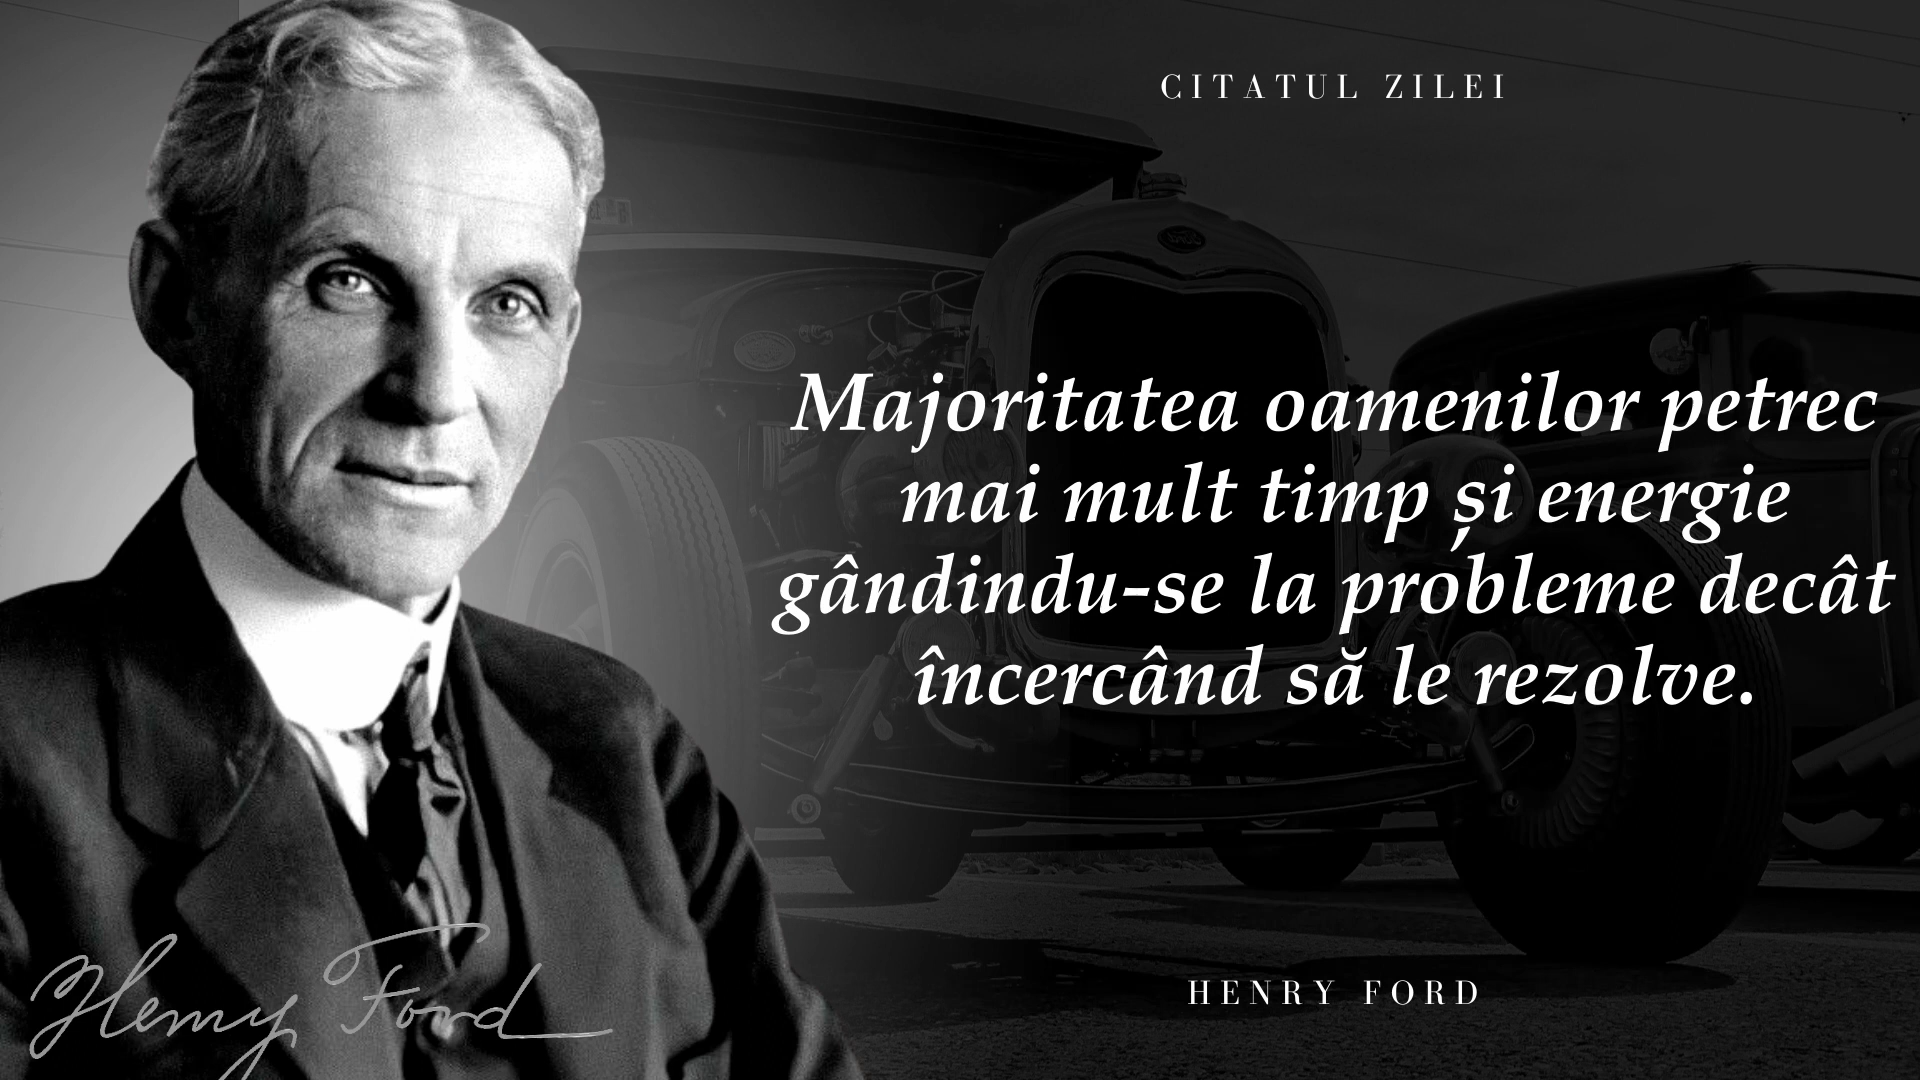 CITATUL ZILEI
Majoritatea oamenilor petrec
mai mult timp și energie
gândindu-se la probleme decât
încercând să le rezolve.
HENRY FORD
Henry Ford